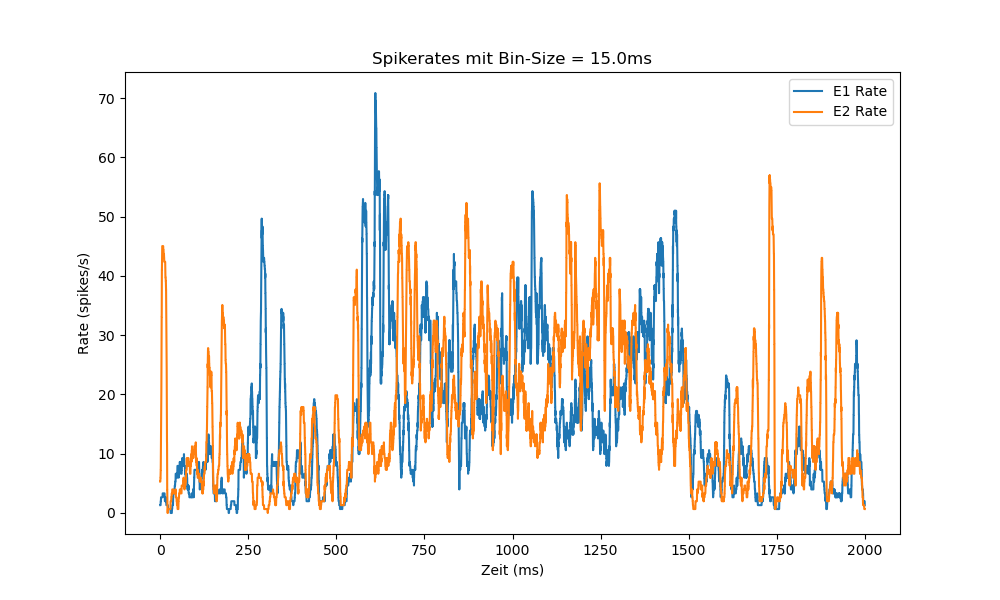 Spikerates mit Bin-Size = 15.0ms
E1 Rate
E2 Rate
70
60
50
40
30
20
10
0
Rate (spikes/s)
0 250 500 750 1000 1250 1500 1750 2000
Zeit (ms)